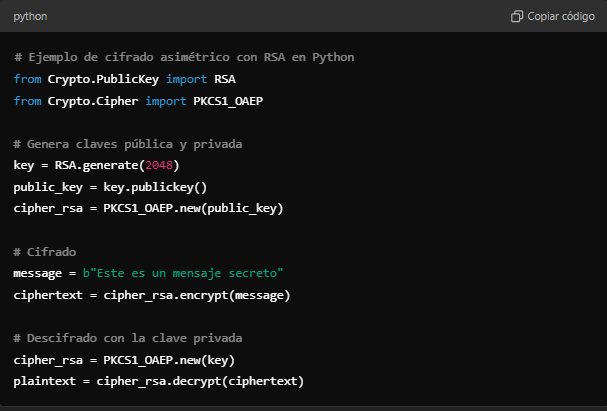 python
Copiar código
# Ejemplo de cifrado asimétrico con RSA en Python
from Crypto.PublicKey import RSA
from Crypto.Cipher import PKCS1_OAEP
# Genera claves pública y privada
key = RSA.generate(2048)
public_key = key.publickey()
cipher_rsa = PKCS1_OAEP.new(public_key)
# Cifrado
message = b"Este es un mensaje secreto"
ciphertext = cipher_rsa.encrypt(message)
# Descifrado con la clave privada
cipher_rsa = PKCS1_OAEP.new(key)
plaintext = cipher_rsa.decrypt(ciphertext)